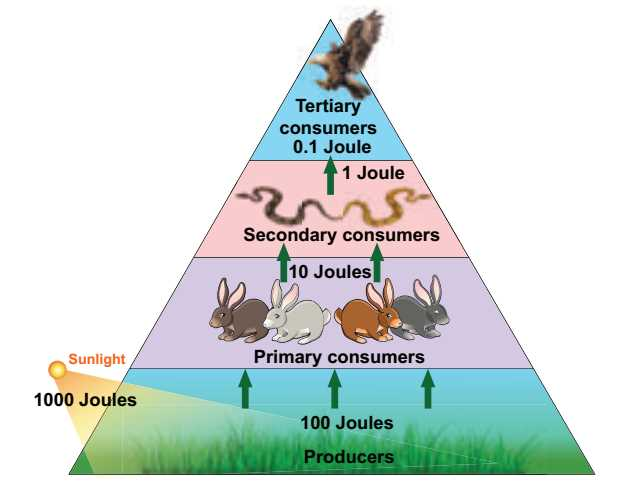 Tertiary
consumers
0.1 Joule
1 Joule
Secondary consumers
10 Joules
Primary consumers
Sunlight
1000 Joules
100 Joules
Producers